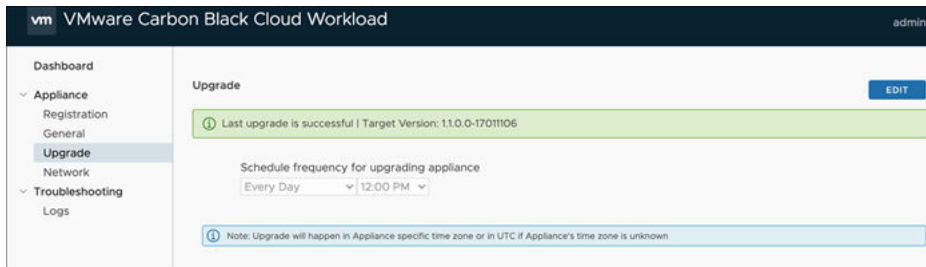 vm VMware Carbon Black Cloud Workload
admin
Dashboard
Appliance
Registration
General
Upgrade
Network
Troubleshooting
Logs
Upgrade
EDIT
Last upgrade is successful | Target Version: 1.1.0.0-17011106
Schedule frequency for upgrading appliance
Every Day 12:00 PM
Note: Upgrade will happen in Appliance specific time zone or in UTC if Appliance's time zone is unknown